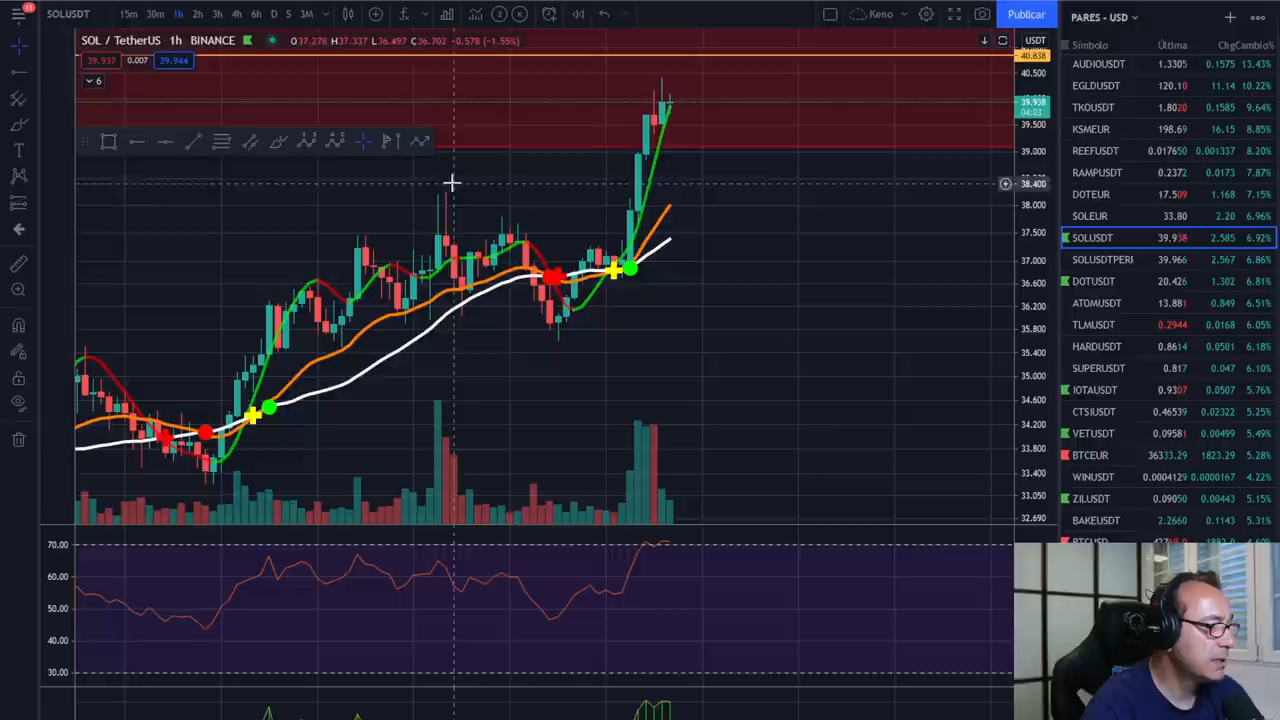 11
SOLUSDT
15m 30m 1h 2h 3h 4h 6h D S 3M
2 K
Keno
Publicar
SOL / TetherUS 1h BINANCE O37.278 H37.337 L36.497 C36.702 -0.578 (-1.55%)
39.937 0.007 39.944
6
USDT
40.838
40.500
39.938
04:03
39.500
39.000
38.400
38.000
37.500
37.000
36.600
36.200
35.800
35.400
35.000
34.600
34.200
33.800
33.400
33.050
32.690
70.00
60.00
50.00
40.00
30.00
PARES - USD
Símbolo Última Chg Cambio%
AUDIOUSDT 1.3305 0.1575 13.43%
EGLDUSDT 120.10 11.14 10.22%
TKOUSDT 1.8020 0.1585 9.64%
KSMEUR 198.69 16.15 8.85%
REEFUSDT 0.017650 0.001337 8.20%
RAMPUSDT 0.2372 0.0173 7.87%
DOTEUR 17.509 1.168 7.15%
SOLEUR 33.80 2.20 6.96%
SOLUSDT 39.938 2.585 6.92%
SOLUSDTPERI 39.966 2.567 6.86%
DOTUSDT 20.426 1.302 6.81%
ATOMUSDT 13.881 0.849 6.51%
TLMUSDT 0.2944 0.0168 6.05%
HARDUSDT 0.8614 0.0501 6.18%
SUPERUSDT 0.817 0.047 6.10%
IOTAUSDT 0.9307 0.0507 5.76%
CTSIUSDT 0.46539 0.02322 5.25%
VETUSDT 0.09581 0.00499 5.49%
BTCEUR 36333.29 1823.29 5.28%
WINUSDT 0.0004129 0.0000167 4.22%
ZILUSDT 0.09050 0.00443 5.15%
BAKEUSDT 2.2660 0.1143 5.31%